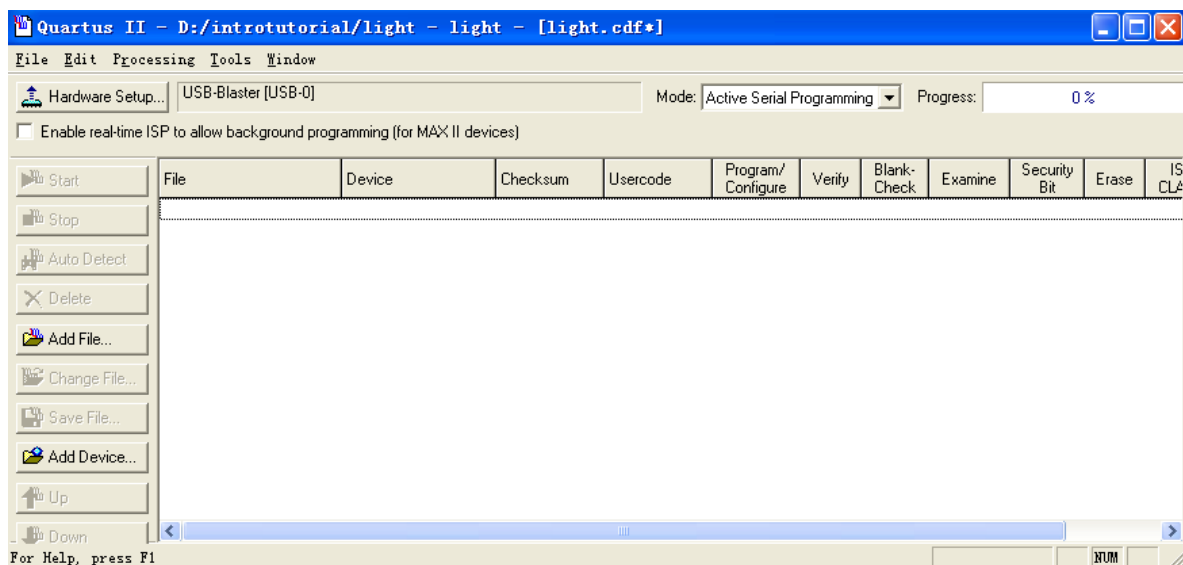 Quartus II - D:/introtutorial/light - light - [light.cdf*]
File Edit Processing Tools Window
Hardware Setup... USB-Blaster [USB-0] Mode: Active Serial Programming Progress: 0 %
Enable real-time ISP to allow background programming (for MAX II devices)
File Device Checksum Usercode Program/ Configure Verify Blank- Check Examine Security Bit Erase IS CLA
Start
Stop
Auto Detect
Delete
Add File...
Change File...
Save File...
Add Device...
Up
Down
For Help, press F1 NUM